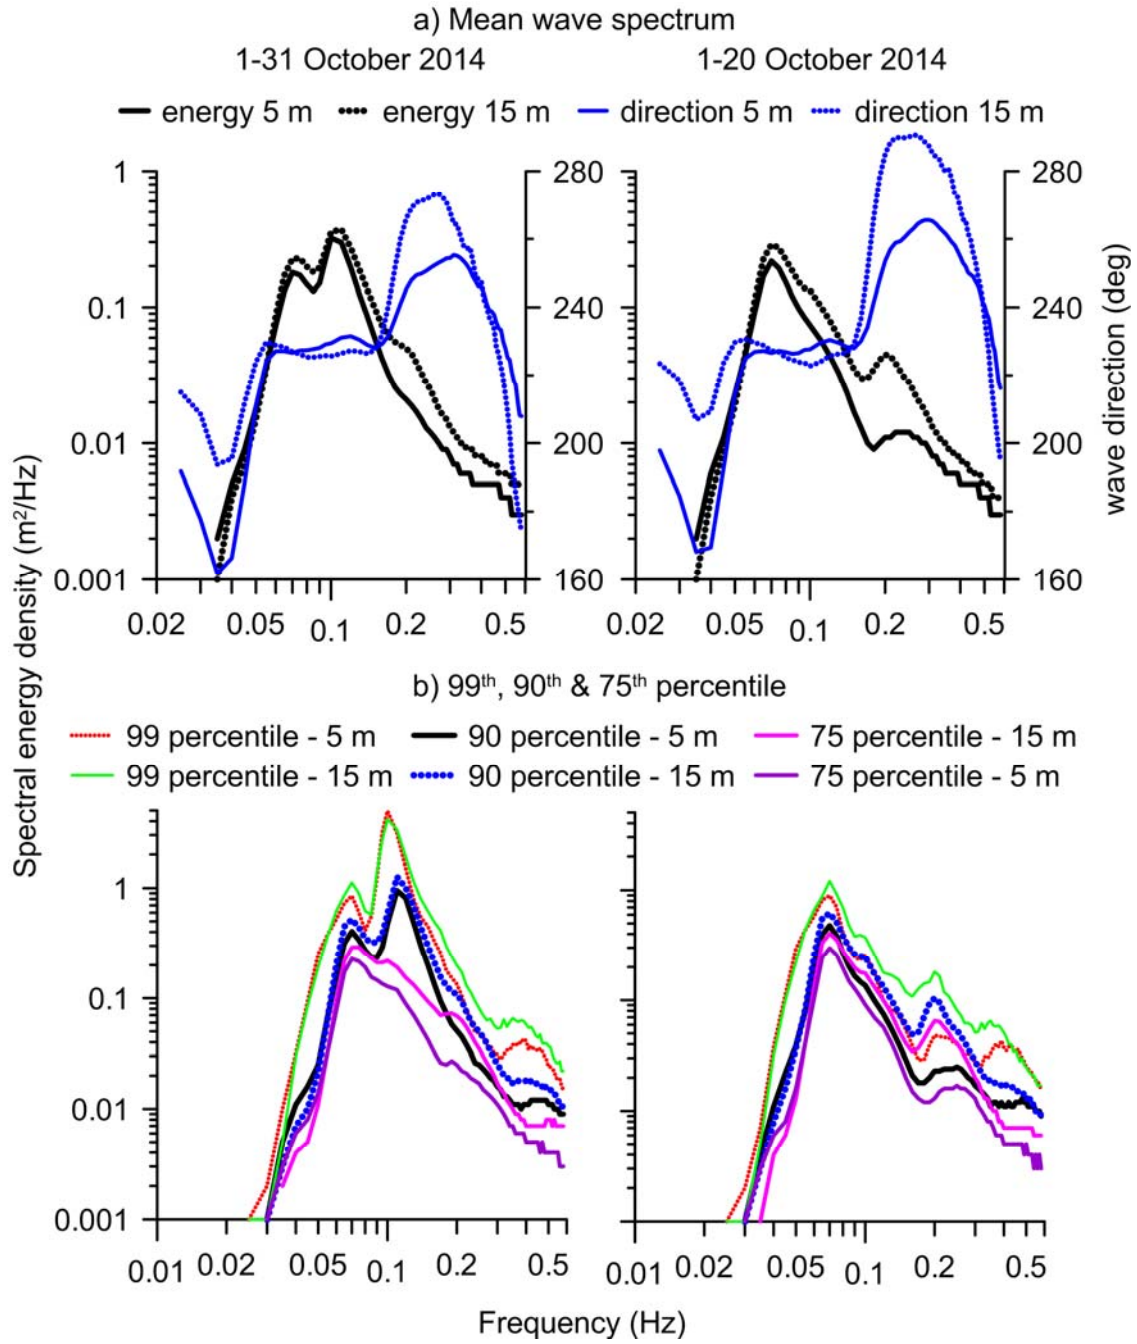 a) Mean wave spectrum
1-31 October 2014
1-20 October 2014
energy 5 m
energy 15 m
direction 5 m
direction 15 m
1
0.1
0.01
0.001
280
240
200
160
280
240
200
160
0.02
0.05
0.1
0.2
0.5
0.02
0.05
0.1
0.2
0.5
Spectral energy density (m²/Hz)
wave direction (deg)
b) 99th, 90th & 75th percentile
99 percentile - 5 m
90 percentile - 5 m
75 percentile - 15 m
99 percentile - 15 m
90 percentile - 15 m
75 percentile - 5 m
1
0.1
0.01
0.001
0.01
0.02
0.05
0.1
0.2
0.5
0.01
0.02
0.05
0.1
0.2
0.5
Frequency (Hz)